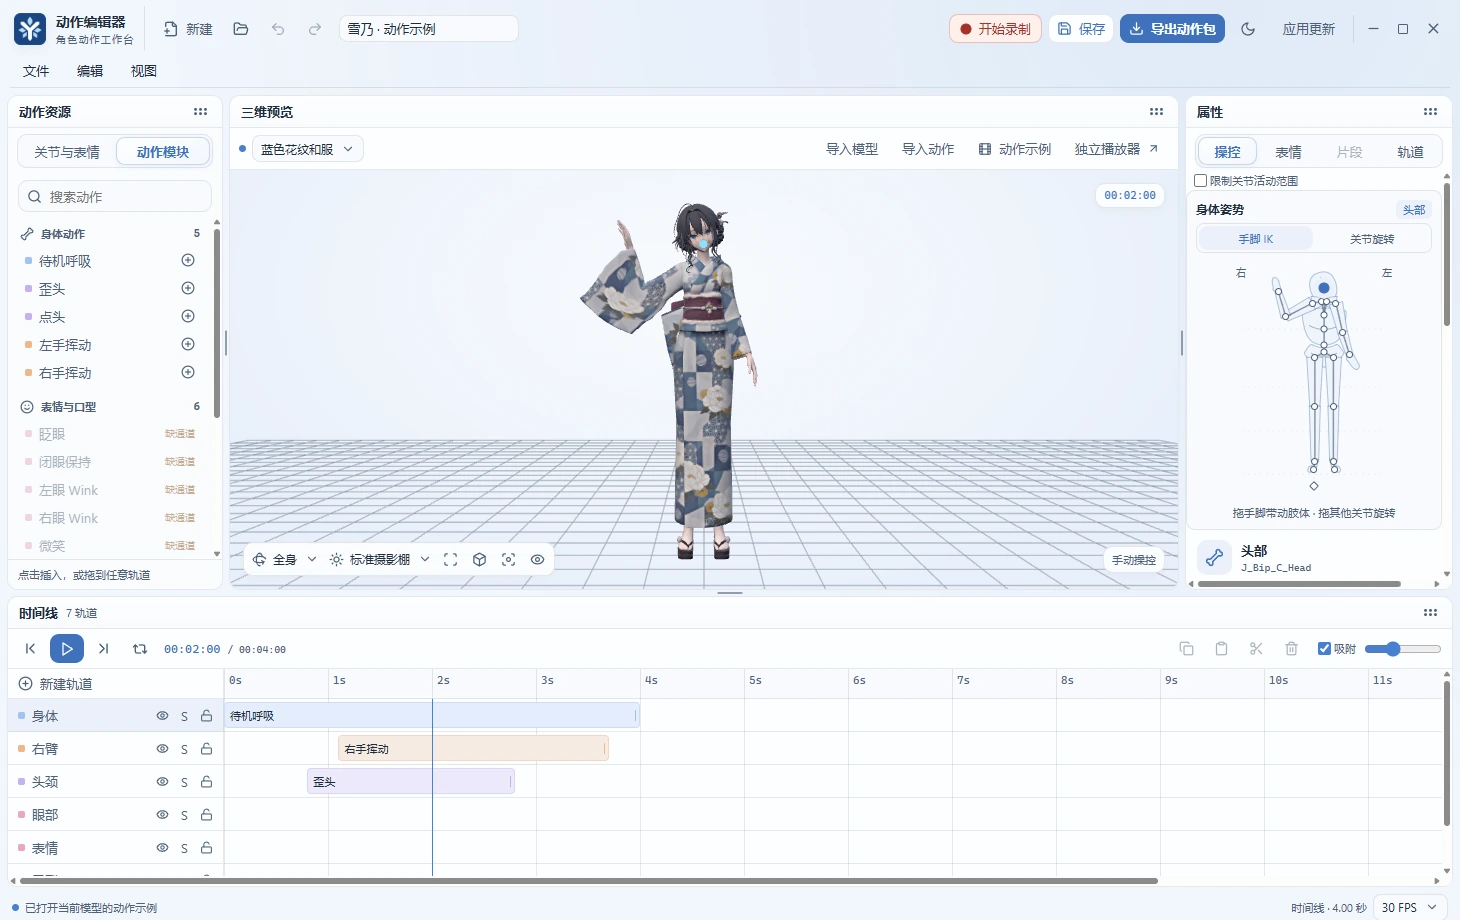 动作编辑器
角色动作工作台
新建
雪乃 · 动作示例
开始录制
保存
导出动作包
应用更新
文件
编辑
视图
动作资源
关节与表情
动作模块
搜索动作
身体动作
5
待机呼吸
歪头
点头
左手挥动
右手挥动
表情与口型
6
眨眼
缺通道
闭眼保持
缺通道
左眼 Wink
缺通道
右眼 Wink
缺通道
微笑
缺通道
点击插入，或拖到任意轨道
三维预览
蓝色花纹和服
导入模型
导入动作
动作示例
独立播放器
00:02:00
全身
标准摄影棚
手动操控
属性
操控
表情
片段
轨道
限制关节活动范围
身体姿势
头部
手脚 IK
关节旋转
右
左
拖手脚带动肢体 · 拖其他关节旋转
头部
J_Bip_C_Head
时间线
7 轨道
00:02:00 / 00:04:00
吸附
新建轨道
0s
1s
2s
3s
4s
5s
6s
7s
8s
9s
10s
11s
身体
S
待机呼吸
右臂
S
右手挥动
头颈
S
歪头
眼部
S
表情
S
已打开当前模型的动作示例
时间线 · 4.00 秒
30 FPS